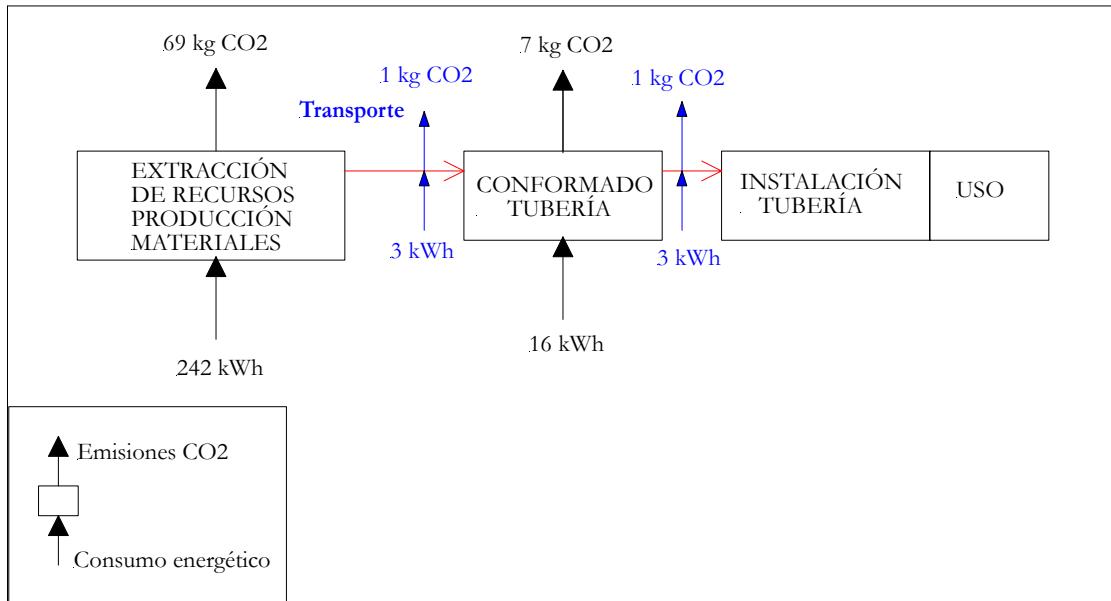 69 kg CO2
7 kg CO2
1 kg CO2
1 kg CO2
Transporte
EXTRACCIÓN
DE RECURSOS
PRODUCCIÓN
MATERIALES
CONFORMADO
TUBERÍA
INSTALACIÓN
TUBERÍA
USO
3 kWh
3 kWh
16 kWh
242 kWh
Emisiones CO2
Consumo energético